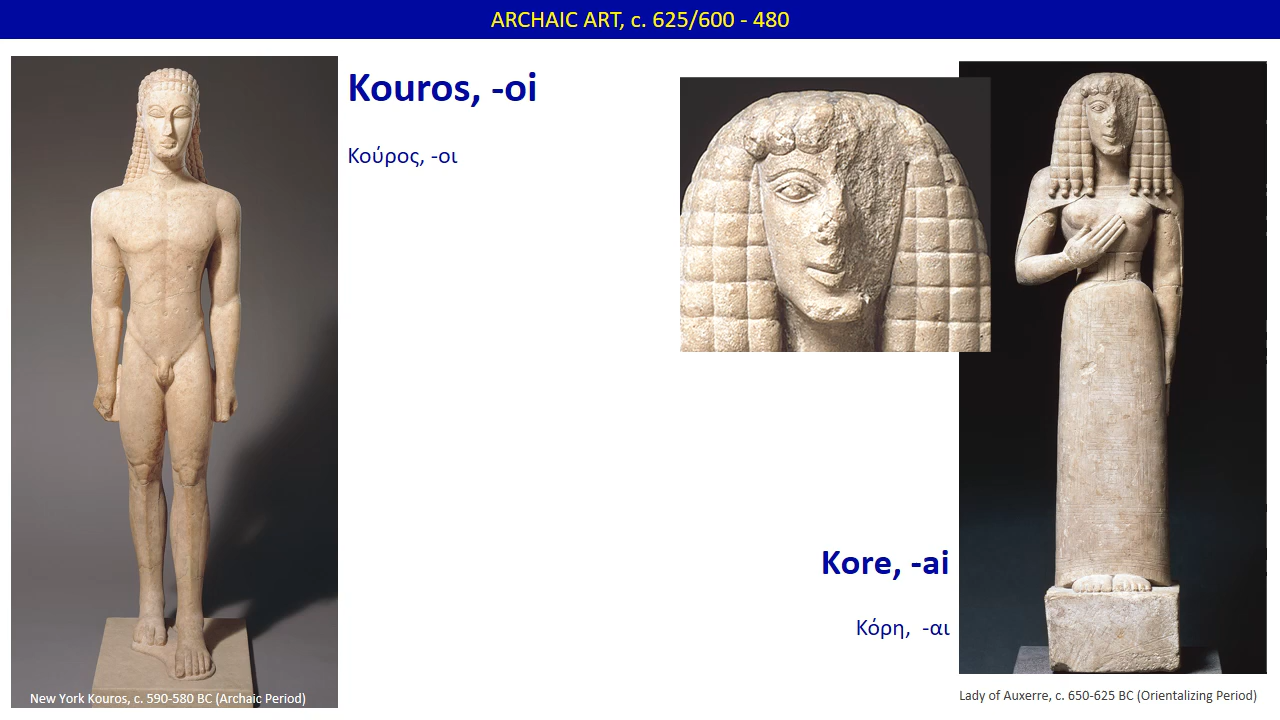 ARCHAIC ART, c. 625/600 - 480
Kouros, -oi
Κούρος, -οι
Kore, -ai
Κόρη, -αι
New York Kouros, c. 590-580 BC (Archaic Period)
Lady of Auxerre, c. 650-625 BC (Orientalizing Period)